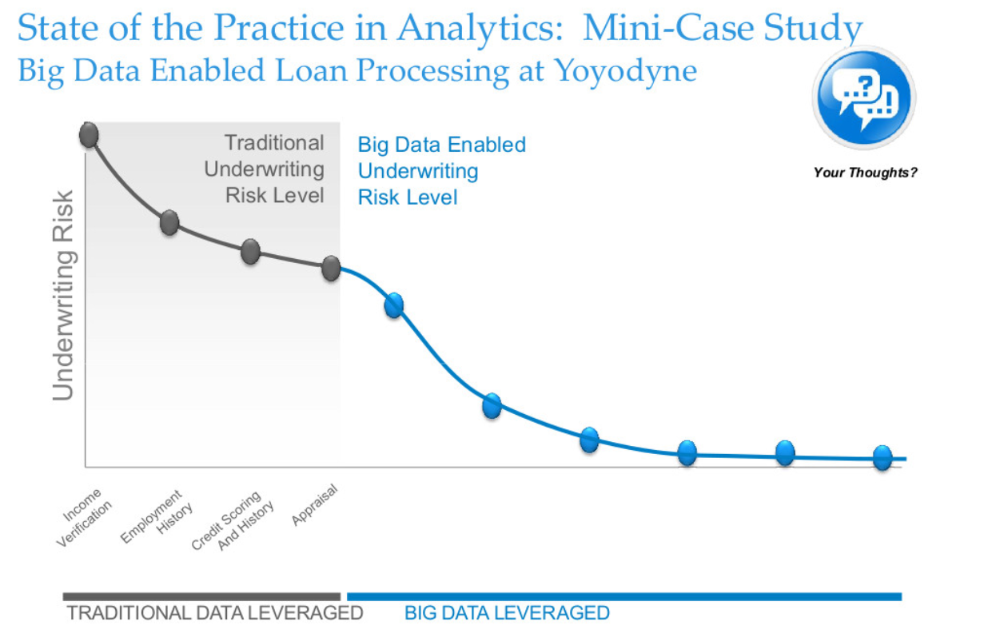 State of the Practice in Analytics: Mini-Case Study
Big Data Enabled Loan Processing at Yoyodyne
...?
...!
Your Thoughts?
Traditional
Underwriting
Risk Level
Big Data Enabled
Underwriting
Risk Level
Underwriting Risk
Income
Verification
Employment
History
Credit Scoring
And History
Appraisal
TRADITIONAL DATA LEVERAGED
BIG DATA LEVERAGED